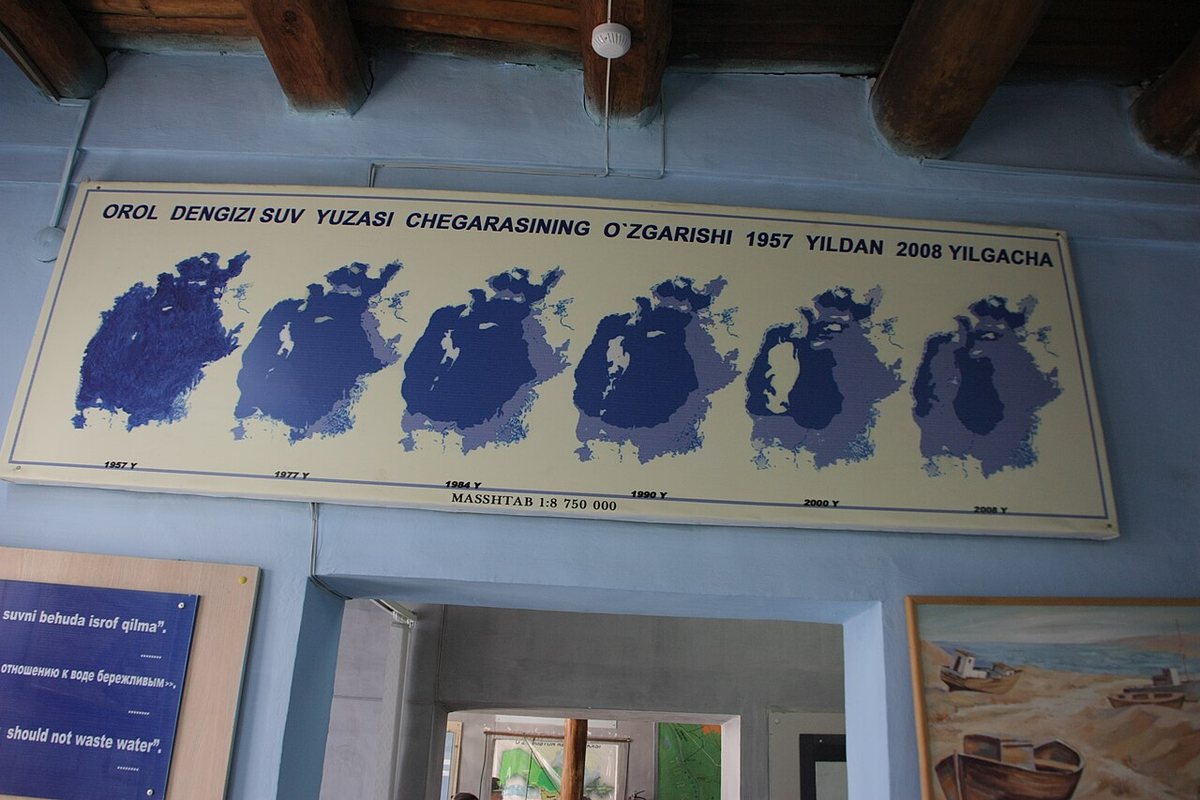 OROL DENGIZI SUV YUZASI CHEGARASINING O`ZGARISHI 1957 YILDAN 2008 YILGACHA
1957 Y
1977 Y
1984 Y
1990 Y
2000 Y
2008 Y
MASSHTAB 1:8 750 000
suvni behuda isrof qilma”.
........
отношению к воде бережливым»,
........
should not waste water”.
........